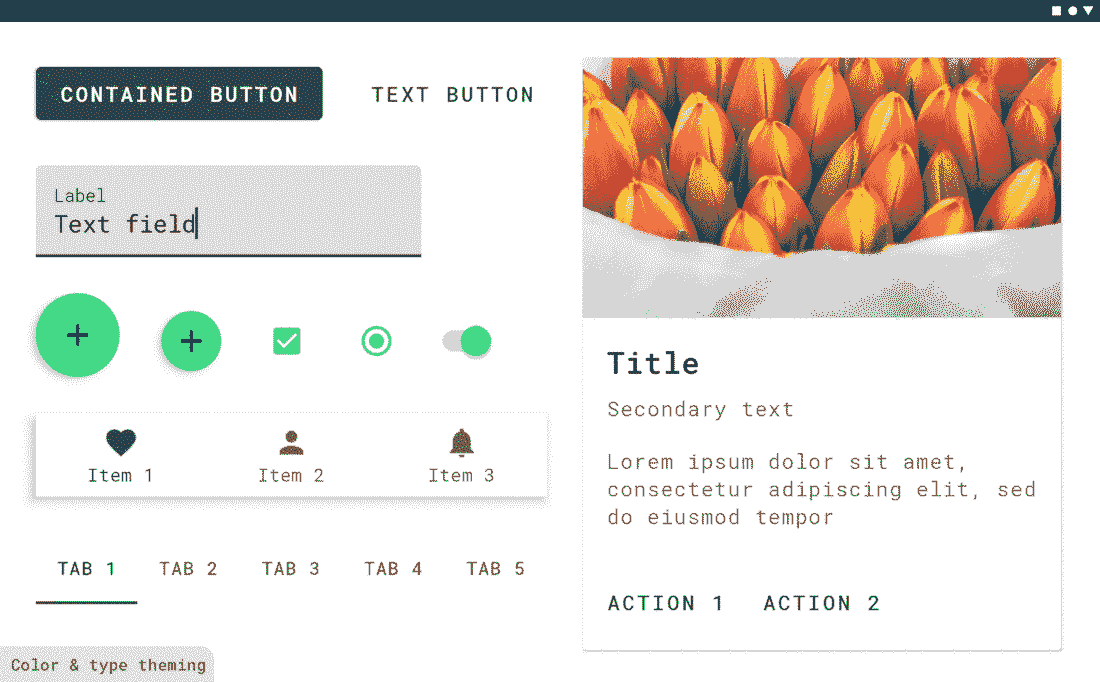 CONTAINED BUTTON
TEXT BUTTON
Label
Text field
Item 1
Item 2
Item 3
TAB 1
TAB 2
TAB 3
TAB 4
TAB 5
Color & type theming
Title
Secondary text
Lorem ipsum dolor sit amet,
consectetur adipiscing elit, sed
do eiusmod tempor
ACTION 1
ACTION 2